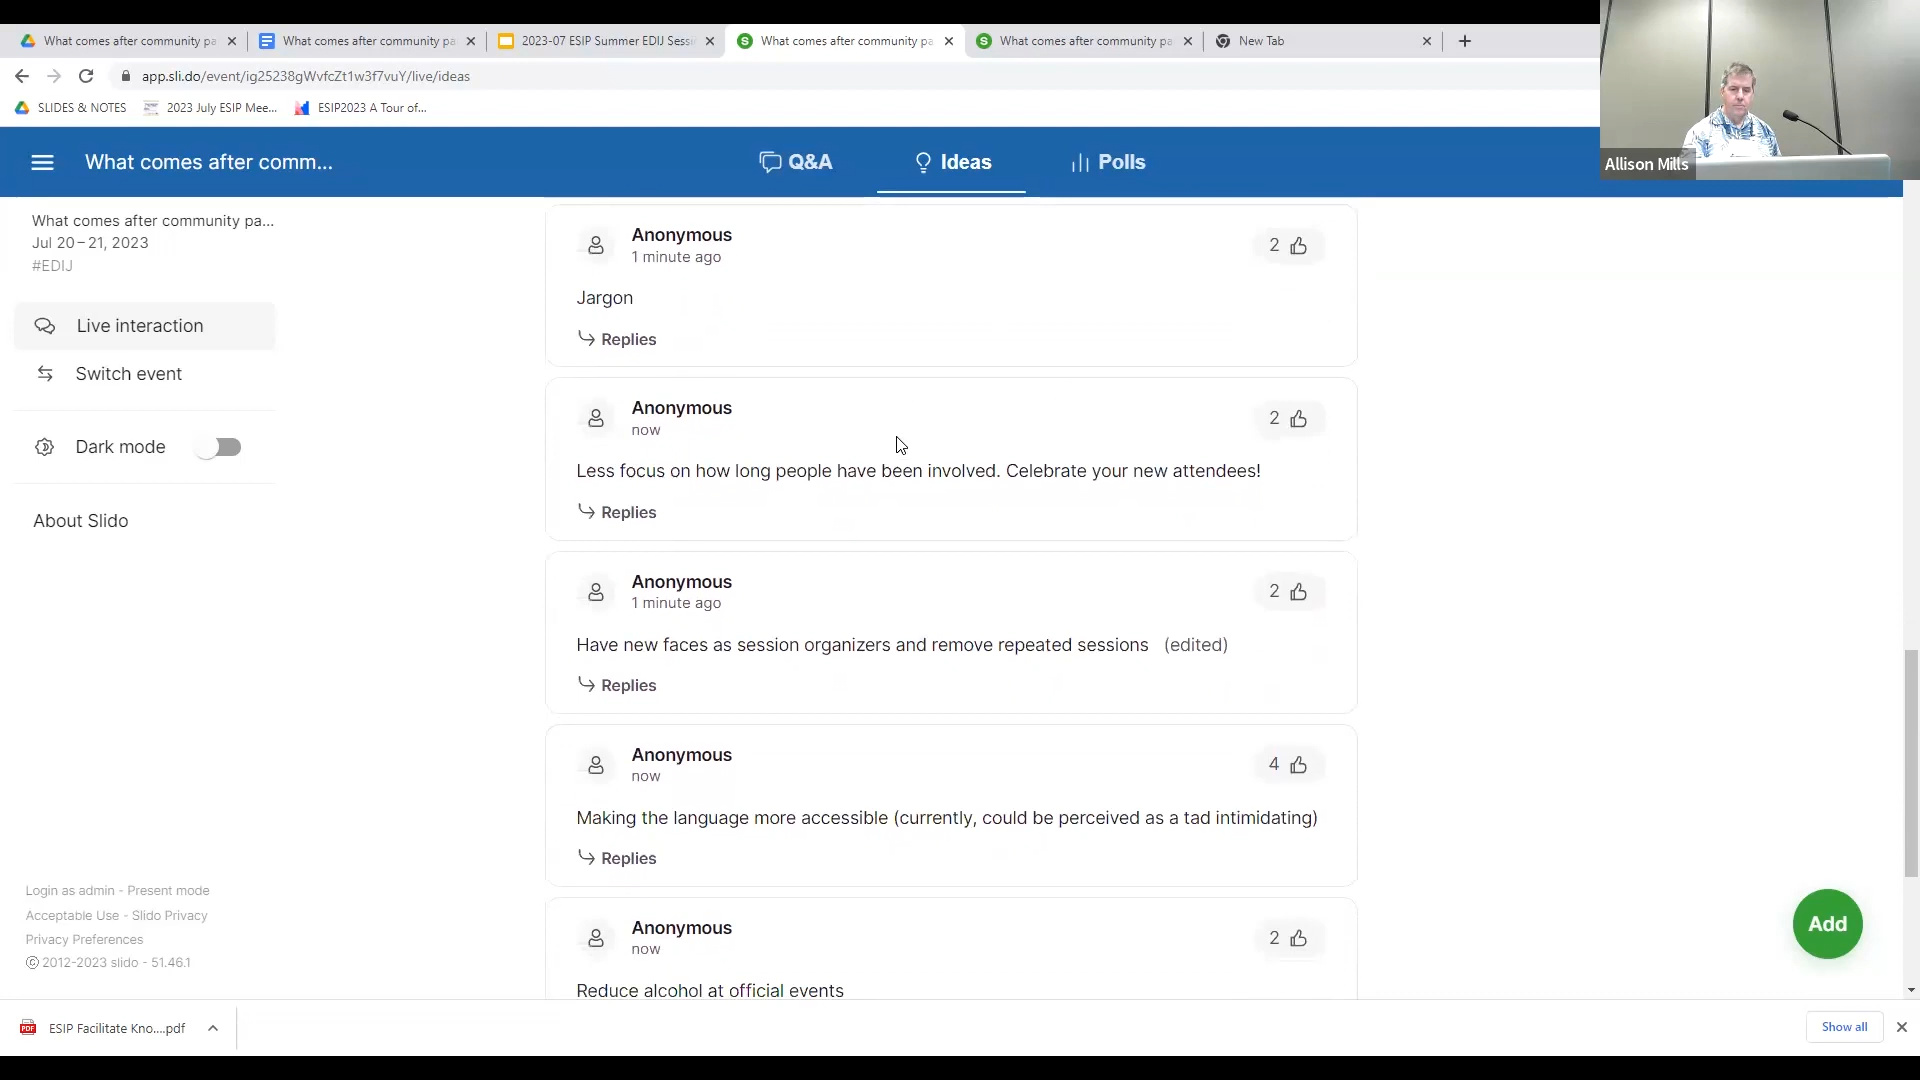 What comes after community pa
What comes after community pa
2023-07 ESIP Summer EDIJ Sessi
What comes after community pa
What comes after community pa
New Tab
app.sli.do/event/ig25238gWvfcZt1w3f7vuY/live/ideas
SLIDES & NOTES
2023 July ESIP Mee...
ESIP2023 A Tour of...
Allison Mills
What comes after comm...
Q&A
Ideas
Polls
What comes after community pa...
Jul 20 – 21, 2023
#EDIJ
Live interaction
Switch event
Dark mode
About Slido
Login as admin - Present mode
Acceptable Use - Slido Privacy
Privacy Preferences
© 2012-2023 slido - 51.46.1
Anonymous
1 minute ago
2
Jargon
Replies
Anonymous
now
2
Less focus on how long people have been involved. Celebrate your new attendees!
Replies
Anonymous
1 minute ago
2
Have new faces as session organizers and remove repeated sessions (edited)
Replies
Anonymous
now
4
Making the language more accessible (currently, could be perceived as a tad intimidating)
Replies
Anonymous
now
2
Reduce alcohol at official events
Add
PDF
ESIP Facilitate Kno....pdf
Show all